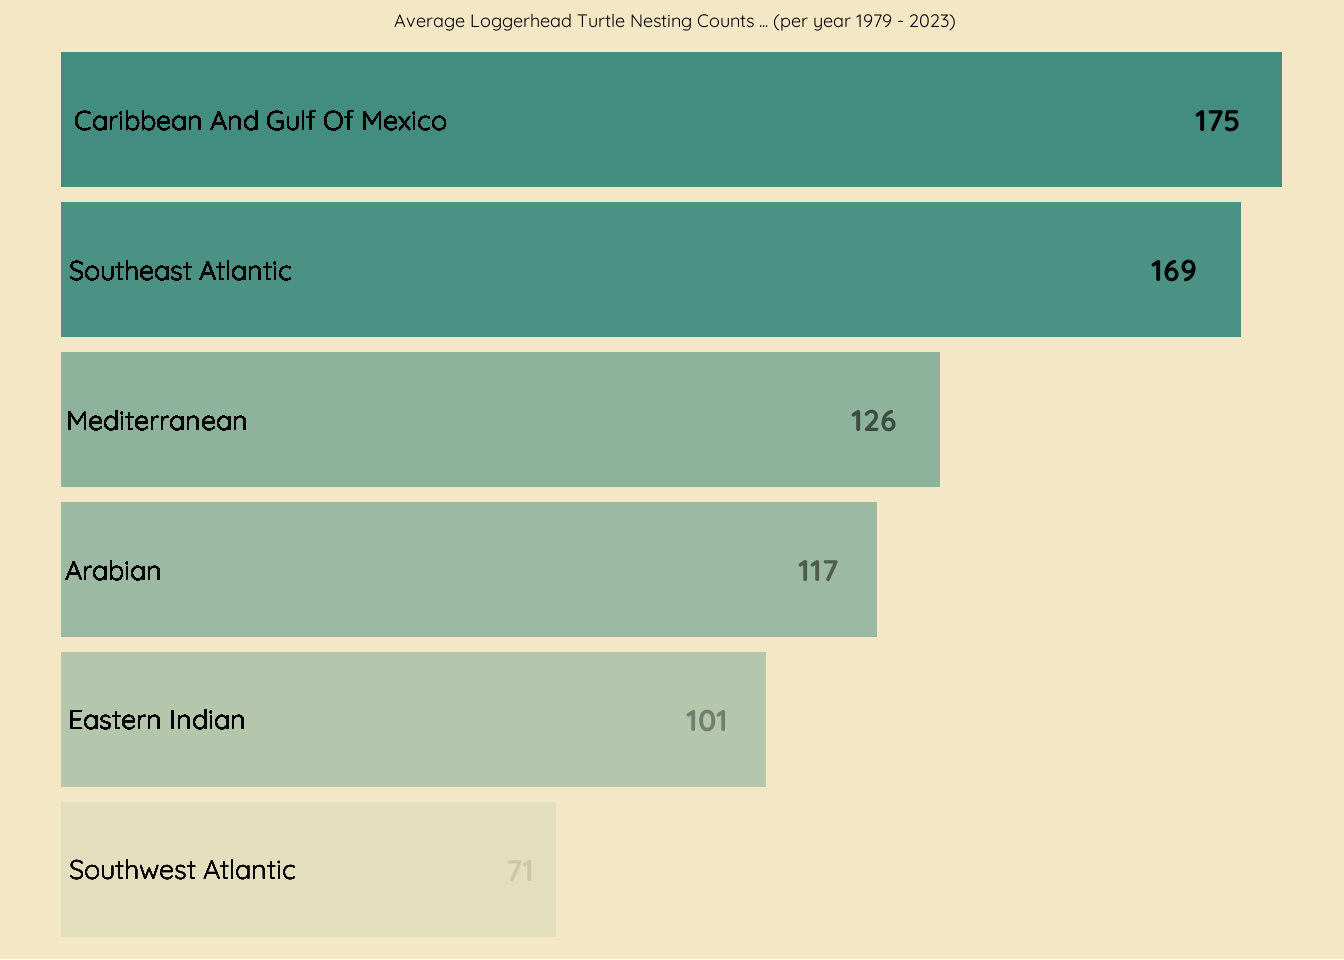 Average Loggerhead Turtle Nesting Counts ... (per year 1979 - 2023)
Caribbean And Gulf Of Mexico 175
Southeast Atlantic 169
Mediterranean 126
Arabian 117
Eastern Indian 101
Southwest Atlantic 71